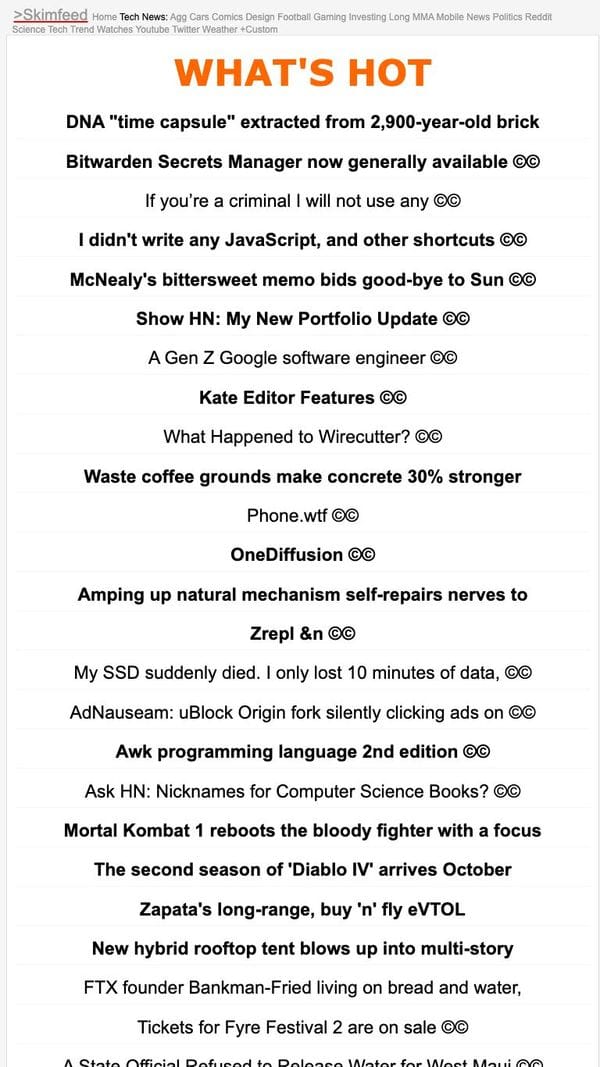 >Skimfeed Home Tech News: Agg Cars Comics Design Football Gaming Investing Long MMA Mobile News Politics Reddit
Science Tech Trend Watches Youtube Twitter Weather +Custom
WHAT'S HOT
DNA "time capsule" extracted from 2,900-year-old brick
Bitwarden Secrets Manager now generally available ©©
If you’re a criminal I will not use any ©©
I didn't write any JavaScript, and other shortcuts ©©
McNealy's bittersweet memo bids good-bye to Sun ©©
Show HN: My New Portfolio Update ©©
A Gen Z Google software engineer ©©
Kate Editor Features ©©
What Happened to Wirecutter? ©©
Waste coffee grounds make concrete 30% stronger
Phone.wtf ©©
OneDiffusion ©©
Amping up natural mechanism self-repairs nerves to
Zrepl &n ©©
My SSD suddenly died. I only lost 10 minutes of data, ©©
AdNauseam: uBlock Origin fork silently clicking ads on ©©
Awk programming language 2nd edition ©©
Ask HN: Nicknames for Computer Science Books? ©©
Mortal Kombat 1 reboots the bloody fighter with a focus
The second season of 'Diablo IV' arrives October
Zapata's long-range, buy 'n' fly eVTOL
New hybrid rooftop tent blows up into multi-story
FTX founder Bankman-Fried living on bread and water,
Tickets for Fyre Festival 2 are on sale ©©
A State Official Refused to Release Water for West Maui ©©